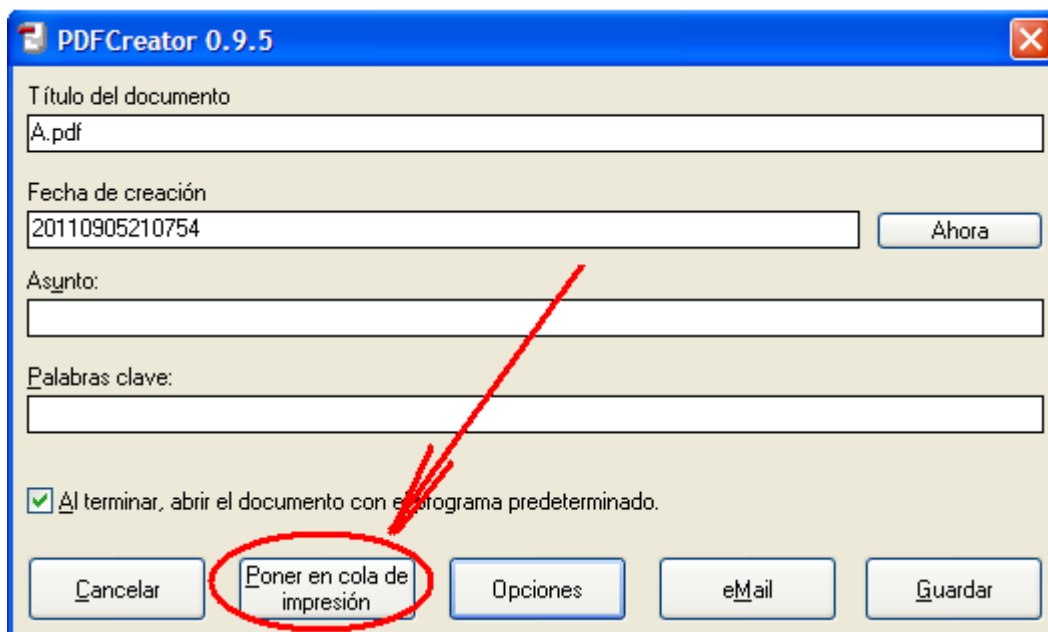 PDFCreator 0.9.5
Título del documento
A.pdf
Fecha de creación
20110905210754
Ahora
Asunto:
Palabras clave:
Al terminar, abrir el documento con el programa predeterminado.
Cancelar
Poner en cola de
impresión
Opciones
eMail
Guardar